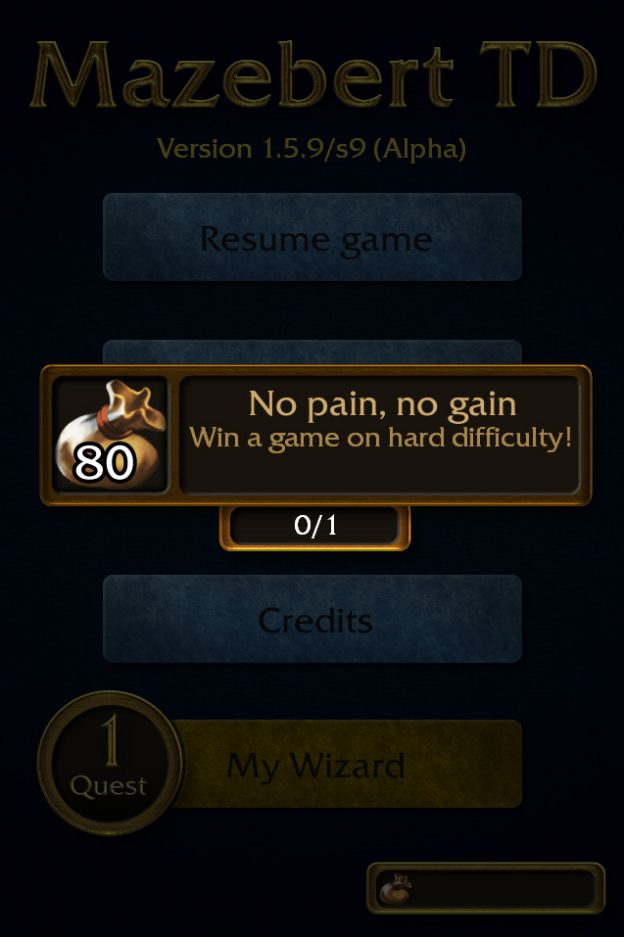 Mazebert TD
Version 1.5.9/s9 (Alpha)
Resume game
80
No pain, no gain
Win a game on hard difficulty!
0/1
Credits
1
Quest
My Wizard